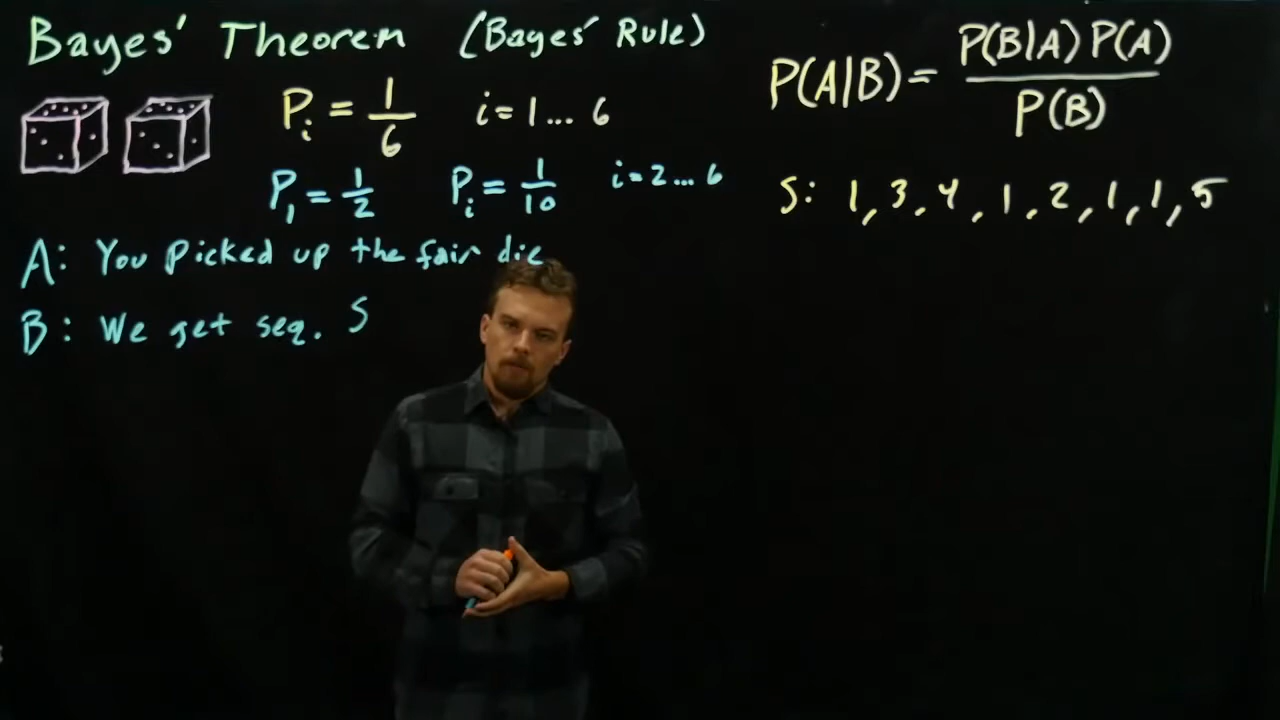 Bayes' Theorem (Bayes' Rule)
P(A|B) = P(B|A) P(A) / P(B)
P_i = 1/6 i = 1 ... 6
P_1 = 1/2 P_i = 1/10 i = 2 ... 6
S: 1, 3, 4, 1, 2, 1, 1, 5
A: You picked up the fair die
B: We get seq. S